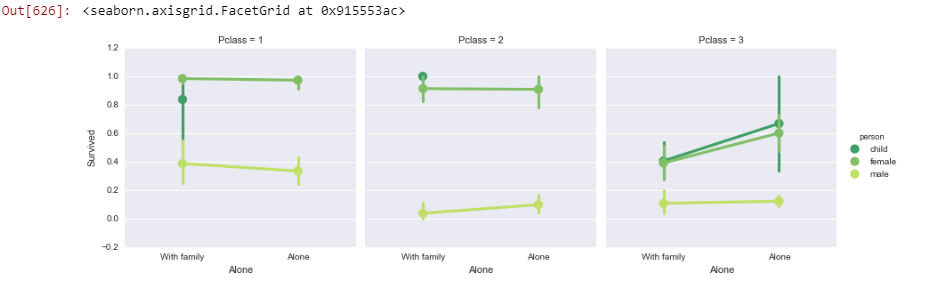 Out[626]: <seaborn.axisgrid.FacetGrid at 0x915553ac>
Pclass = 1
Pclass = 2
Pclass = 3
1.2
1.0
0.8
0.6
0.4
0.2
0.0
−0.2
Survived
With family
Alone
Alone
With family
Alone
Alone
With family
Alone
Alone
person
child
female
male